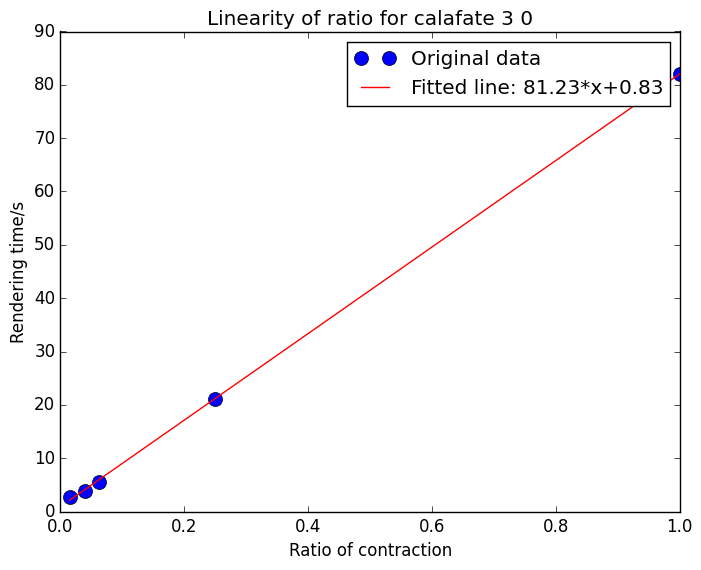 Linearity of ratio for calafate 3 0
Original data
Fitted line: 81.23*x+0.83
Rendering time/s
90
80
70
60
50
40
30
20
10
0
0.0 0.2 0.4 0.6 0.8 1.0
Ratio of contraction